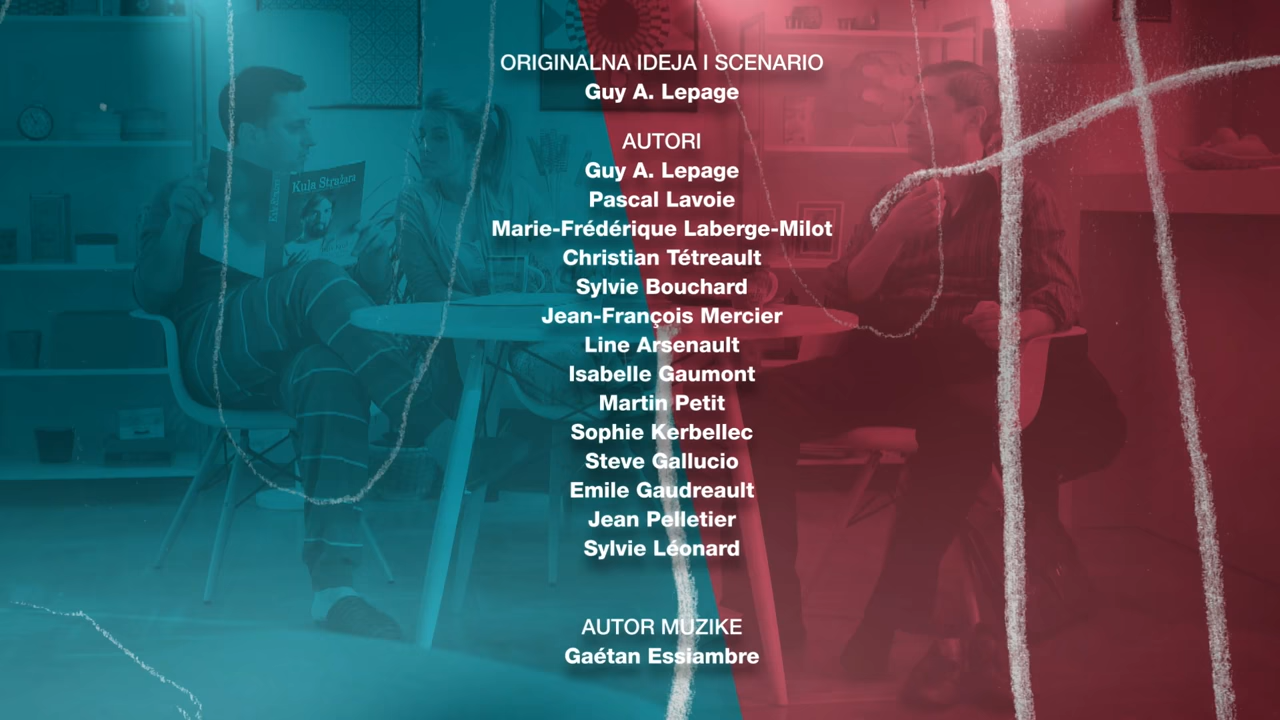 ORIGINALNA IDEJA I SCENARIO
Guy A. Lepage
AUTORI
Guy A. Lepage
Pascal Lavoie
Marie-Frédérique Laberge-Milot
Christian Tétreault
Sylvie Bouchard
Jean-François Mercier
Line Arsenault
Isabelle Gaumont
Martin Petit
Sophie Kerbellec
Steve Gallucio
Emile Gaudreault
Jean Pelletier
Sylvie Léonard
AUTOR MUZIKE
Gaétan Essiambre
Kula Stražara